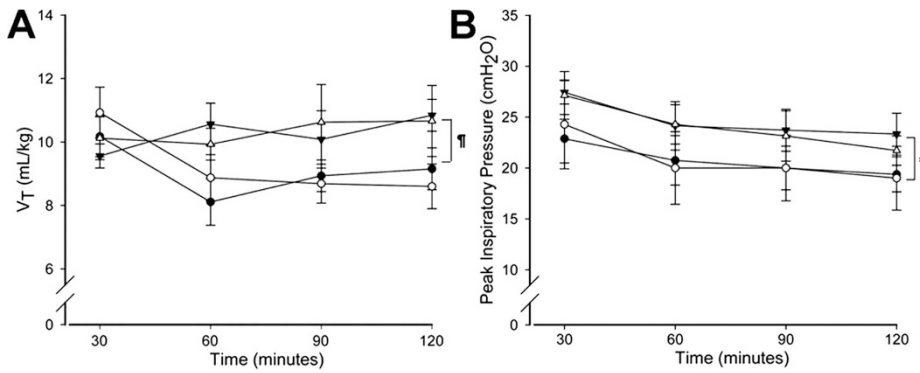 A
V_T (mL/kg)
14
12
10
8
6
0
30 60 90 120
Time (minutes)
¶
B
Peak Inspiratory Pressure (cmH₂O)
35
30
25
20
15
10
0
30 60 90 120
Time (minutes)